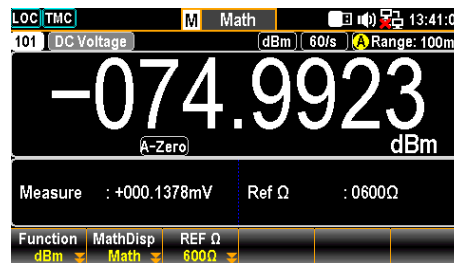 LOC TMC M Math 13:41:0
101 DC Voltage dBm 60/s A Range: 100m
-074.9923
A-Zero dBm
Measure : +000.1378mV Ref Ω : 0600Ω
Function MathDisp REF Ω
dBm Math 600Ω